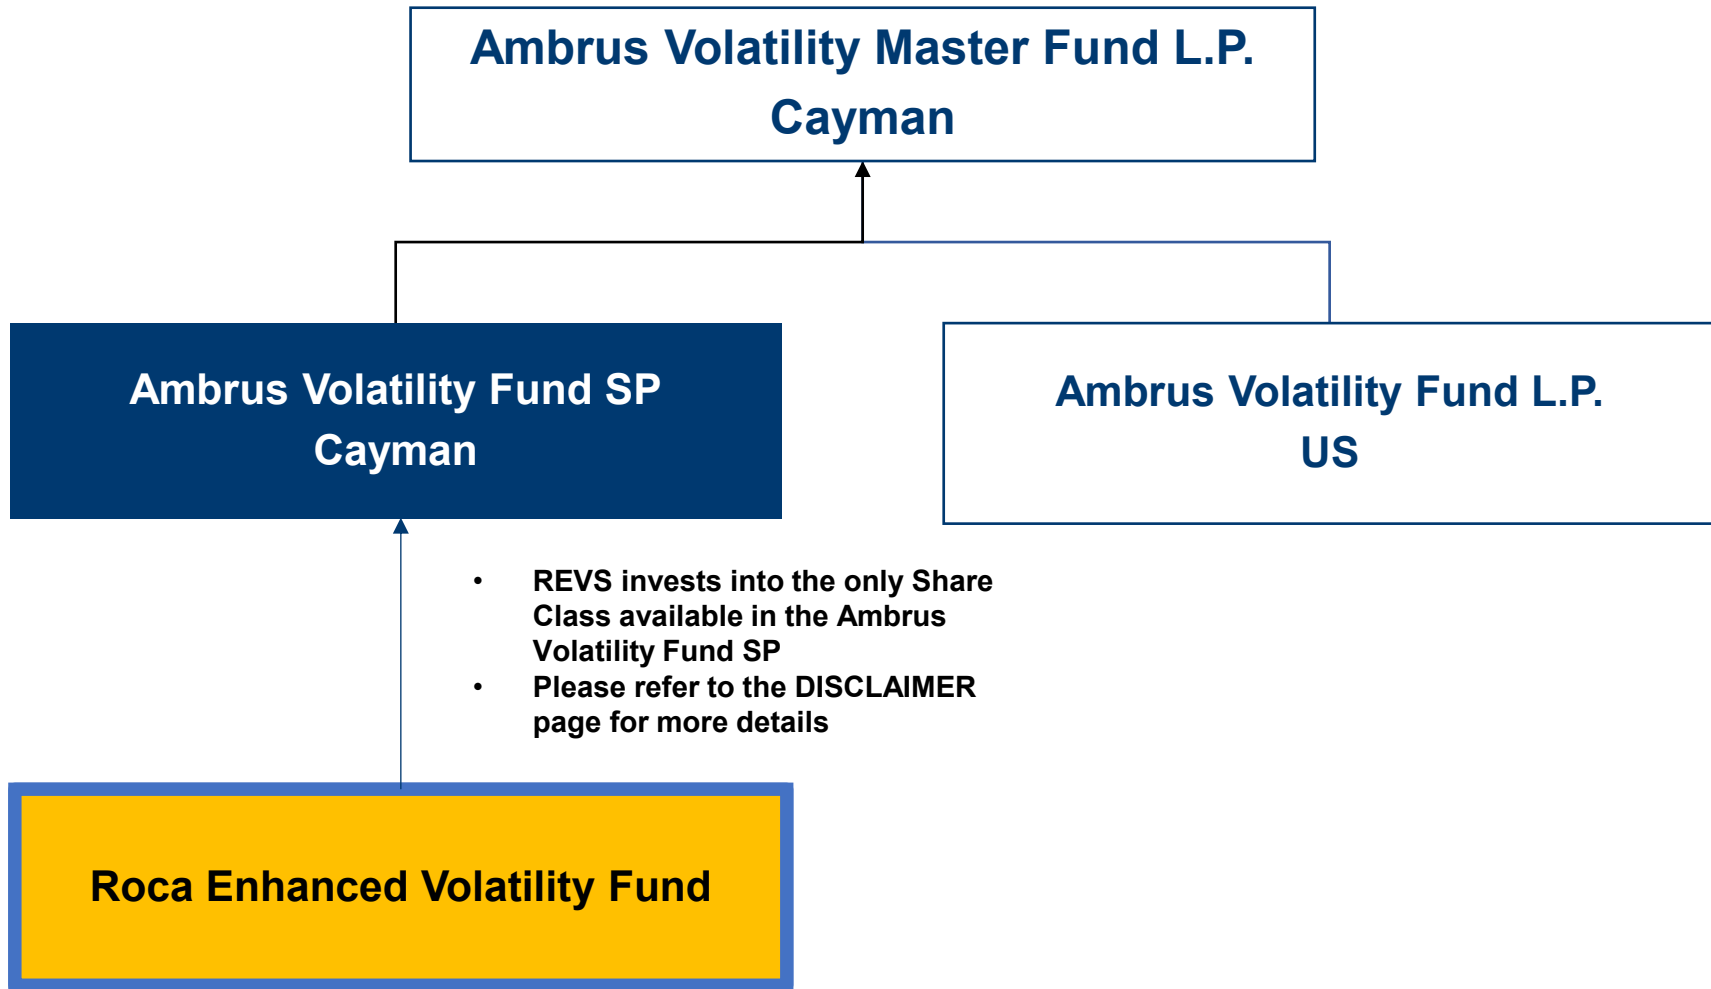 Ambrus Volatility Master Fund L.P.
Cayman
Ambrus Volatility Fund SP
Cayman
Ambrus Volatility Fund L.P.
US
• REVS invests into the only Share
Class available in the Ambrus
Volatility Fund SP
• Please refer to the DISCLAIMER
page for more details
Roca Enhanced Volatility Fund